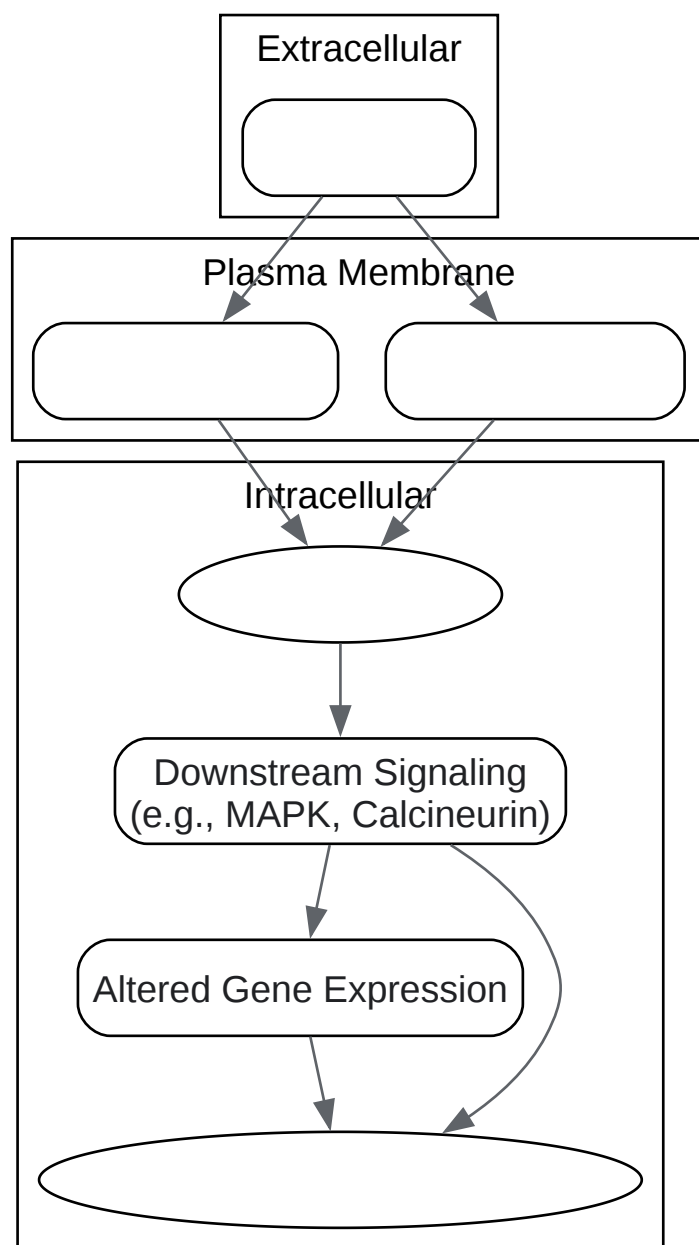 Extracellular
Plasma Membrane
Intracellular
Downstream Signaling
(e.g., MAPK, Calcineurin)
Altered Gene Expression